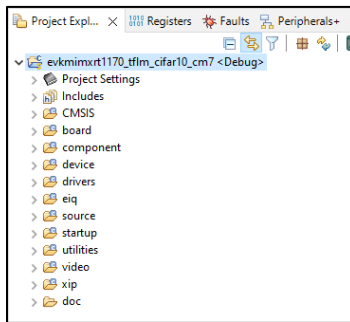 Project Expl... Registers Faults Peripherals+
evkmimxrt1170_tflm_cifar10_cm7 <Debug>
Project Settings
Includes
CMSIS
board
component
device
drivers
eiq
source
startup
utilities
video
xip
doc